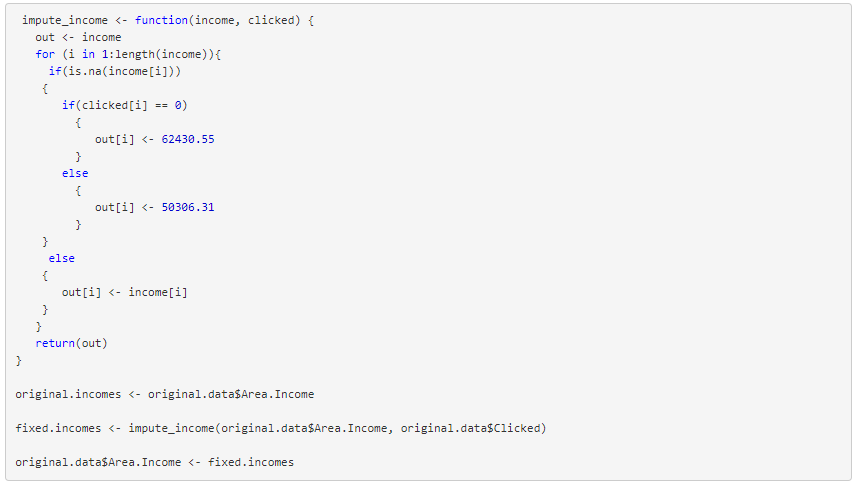 impute_income <- function(income, clicked) {
out <- income
for (i in 1:length(income)){
if(is.na(income[i]))
{
if(clicked[i] == 0)
{
out[i] <- 62430.55
}
else
{
out[i] <- 50306.31
}
}
else
{
out[i] <- income[i]
}
}
return(out)
}
original.incomes <- original.data$Area.Income
fixed.incomes <- impute_income(original.data$Area.Income, original.data$Clicked)
original.data$Area.Income <- fixed.incomes